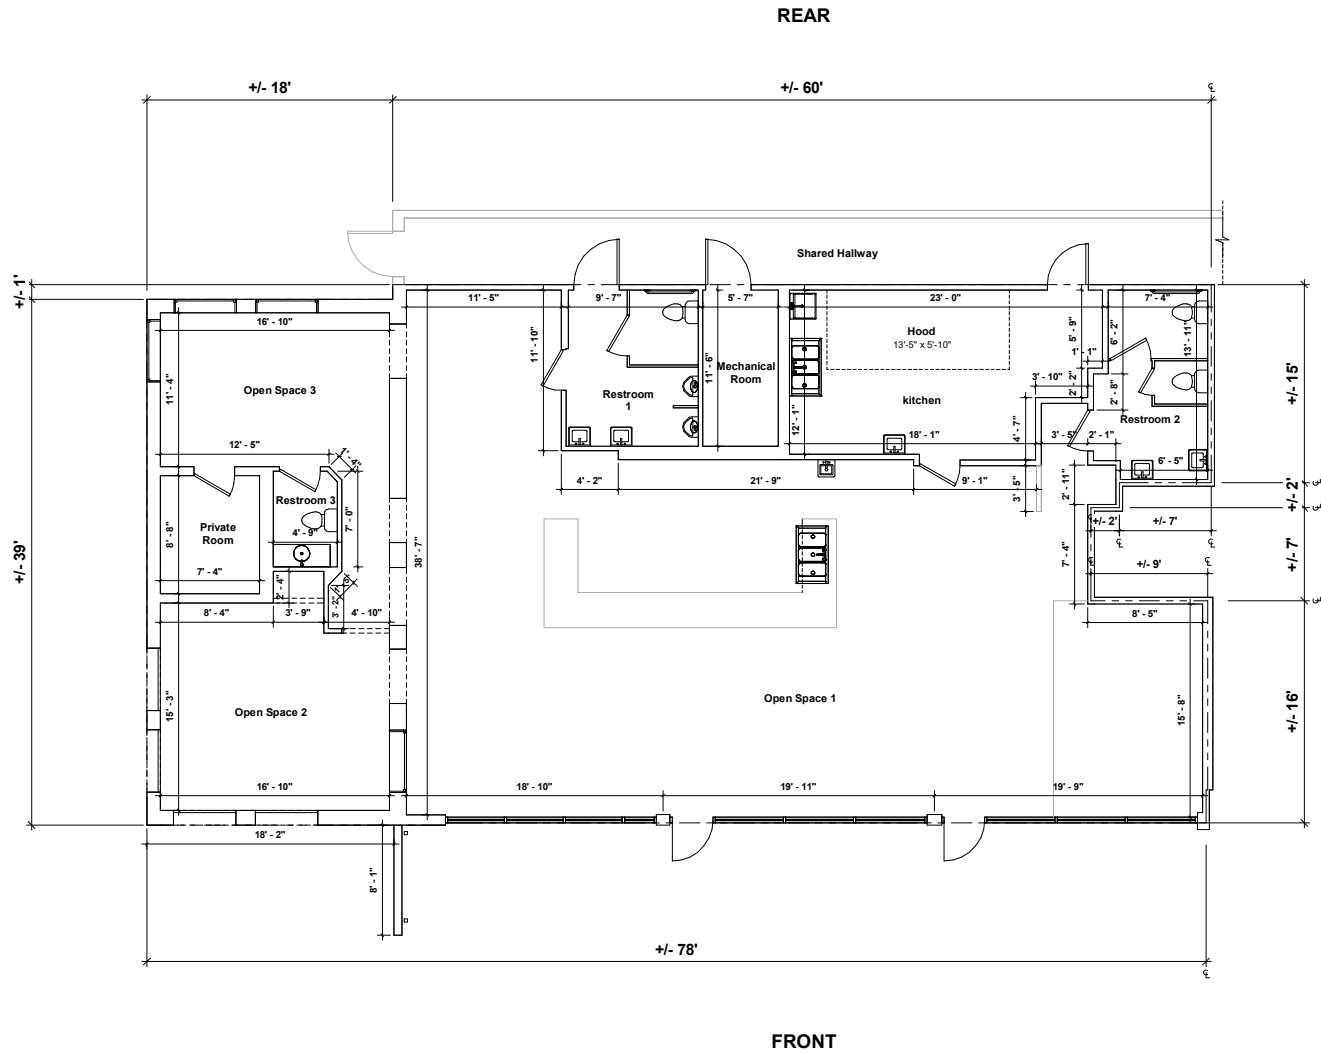 REAR
+/- 18'
+/- 60'
Shared Hallway
+/- 1'
11' - 5"
9' - 7"
5' - 7"
23' - 0"
7' - 4"
16' - 10"
Hood
13'-5" x 5'-10"
5' - 9"
6' - 2"
13' - 11"
11' - 10"
11' - 6"
1' - 1"
Mechanical
Room
+/- 15'
11' - 4"
Open Space 3
3' - 10"
2' - 2"
2' - 8"
Restroom
1
kitchen
12' - 1"
4' - 7"
Restroom 2
18' - 1"
3' - 5"
2' - 1"
12' - 5"
1' - 4"
6' - 5"
4' - 2"
21' - 9"
9' - 1"
3' - 5"
2' - 11"
+/- 2'
Restroom 3
7' - 0"
Private
Room
8' - 8"
4' - 9"
+/- 2'
+/- 7'
+/- 39'
38' - 7"
7' - 4"
+/- 9'
+/- 7'
7' - 4"
2' - 4"
3' - 2"
8' - 4"
3' - 9"
4' - 10"
8' - 5"
15' - 3"
Open Space 2
Open Space 1
15' - 8"
+/- 16'
16' - 10"
18' - 10"
19' - 11"
19' - 9"
18' - 2"
8' - 1"
+/- 78'
FRONT